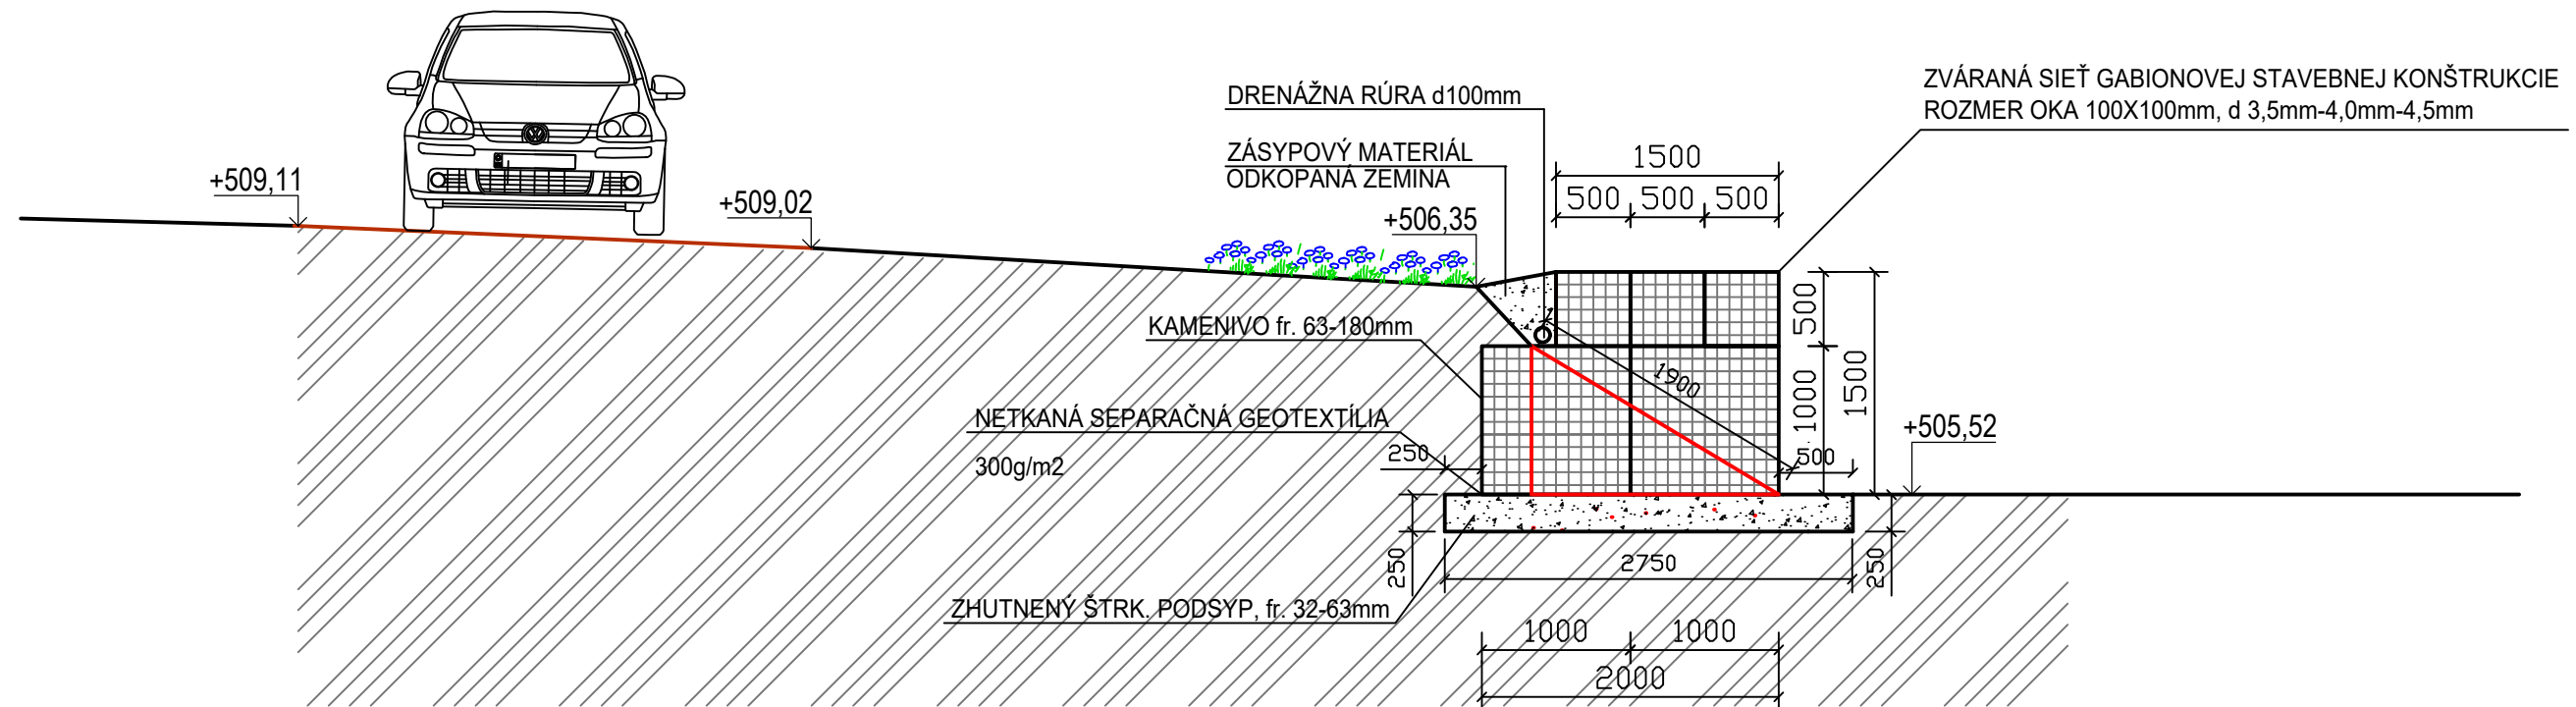 ZVÁRANÁ SIEŤ GABIONOVEJ STAVEBNEJ KONŠTRUKCIE
ROZMER OKA 100X100mm, d 3,5mm-4,0mm-4,5mm
DRENÁŽNA RÚRA d100mm
ZÁSYPOVÝ MATERIÁL
ODKOPANÁ ZEMINA
1500
500 500 500
+509,11
+509,02
+506,35
KAMENIVO fr. 63-180mm
500
1000
1500
1900
NETKANÁ SEPARAČNÁ GEOTEXTÍLIA
300g/m2
250
500
+505,52
250
2750
250
ZHUTNENÝ ŠTRK. PODSYP, fr. 32-63mm
1000 1000
2000